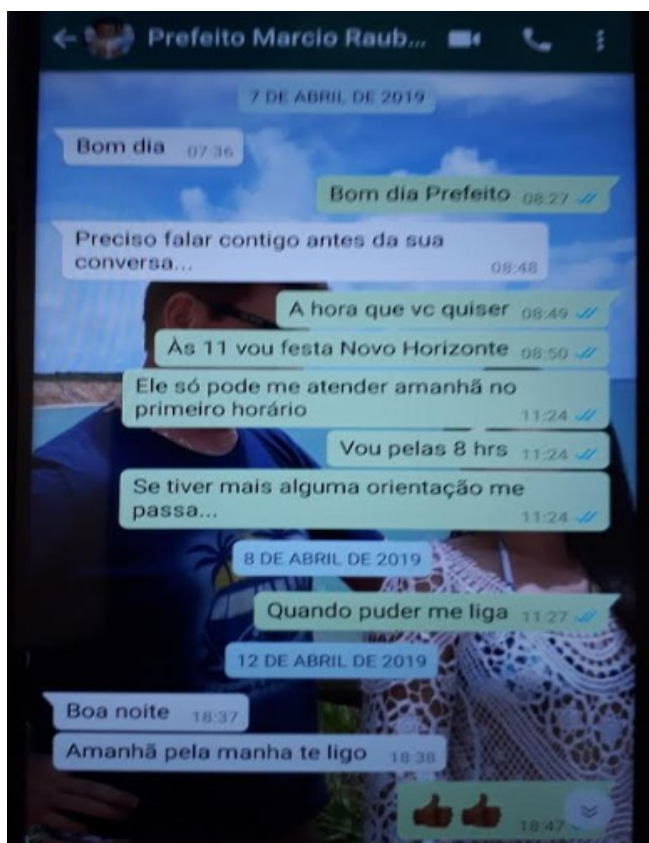 Prefeito Marcio Raub...
7 DE ABRIL DE 2019
Bom dia 07:36
Bom dia Prefeito 08:27
Preciso falar contigo antes da sua
conversa... 08:48
A hora que vc quiser 08:49
Às 11 vou festa Novo Horizonte 08:50
Ele só pode me atender amanhã no
primeiro horário 11:24
Vou pelas 8 hrs 11:24
Se tiver mais alguma orientação me
passa... 11:24
8 DE ABRIL DE 2019
Quando puder me liga 11:27
12 DE ABRIL DE 2019
Boa noite 18:37
Amanhã pela manha te ligo 18:38
👍🏾👍🏾 18:47